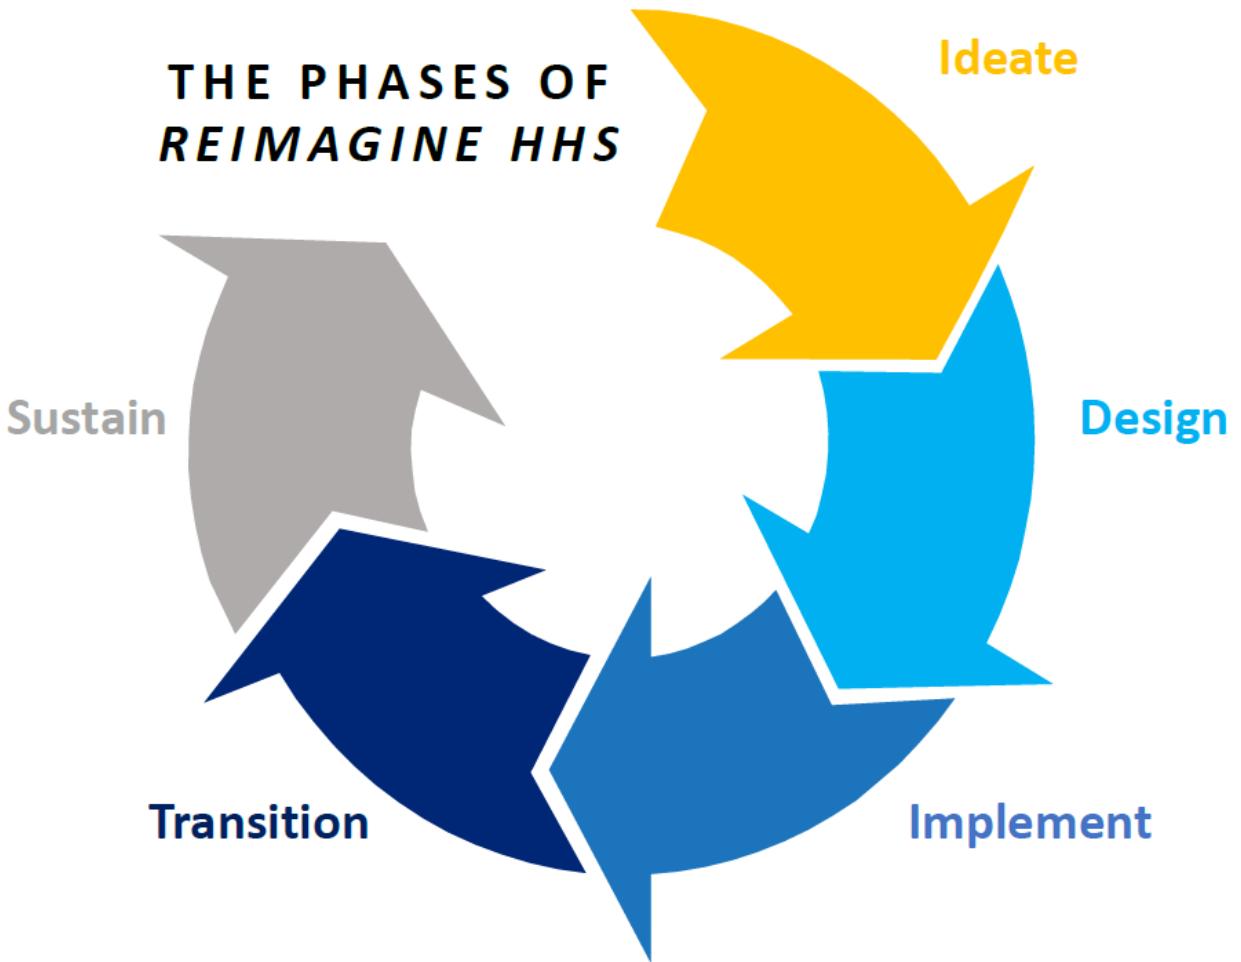 THE PHASES OF
REIMAGINE HHS
Ideate
Design
Implement
Transition
Sustain